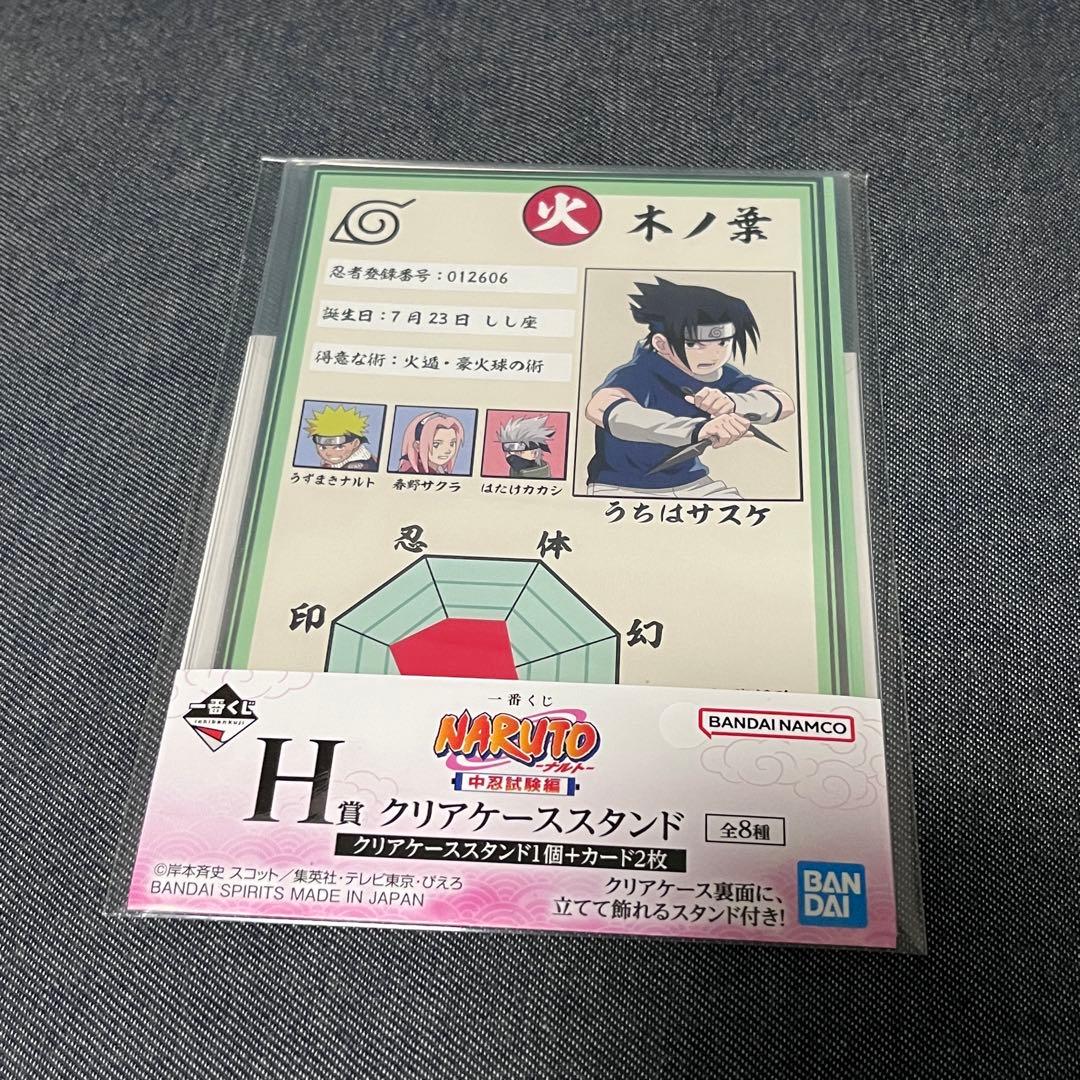 火 木ノ葉
忍者登録番号:012606
誕生日:7月23日 しし座
得意な術:火遁・豪火球の術
うずまきナルト 春野サクラ はたけカカシ
うちはサスケ
忍 体
印 幻
一番くじ
ichibankuji
一番くじ
NARUTO
-ナルト-
中忍試験編
BANDAI NAMCO
H賞 クリアケーススタンド 全8種
クリアケーススタンド1個+カード2枚
©岸本斉史 スコット/集英社・テレビ東京・ぴえろ
BANDAI SPIRITS MADE IN JAPAN
クリアケース裏面に、
立てて飾れるスタンド付き!
BAN
DAI